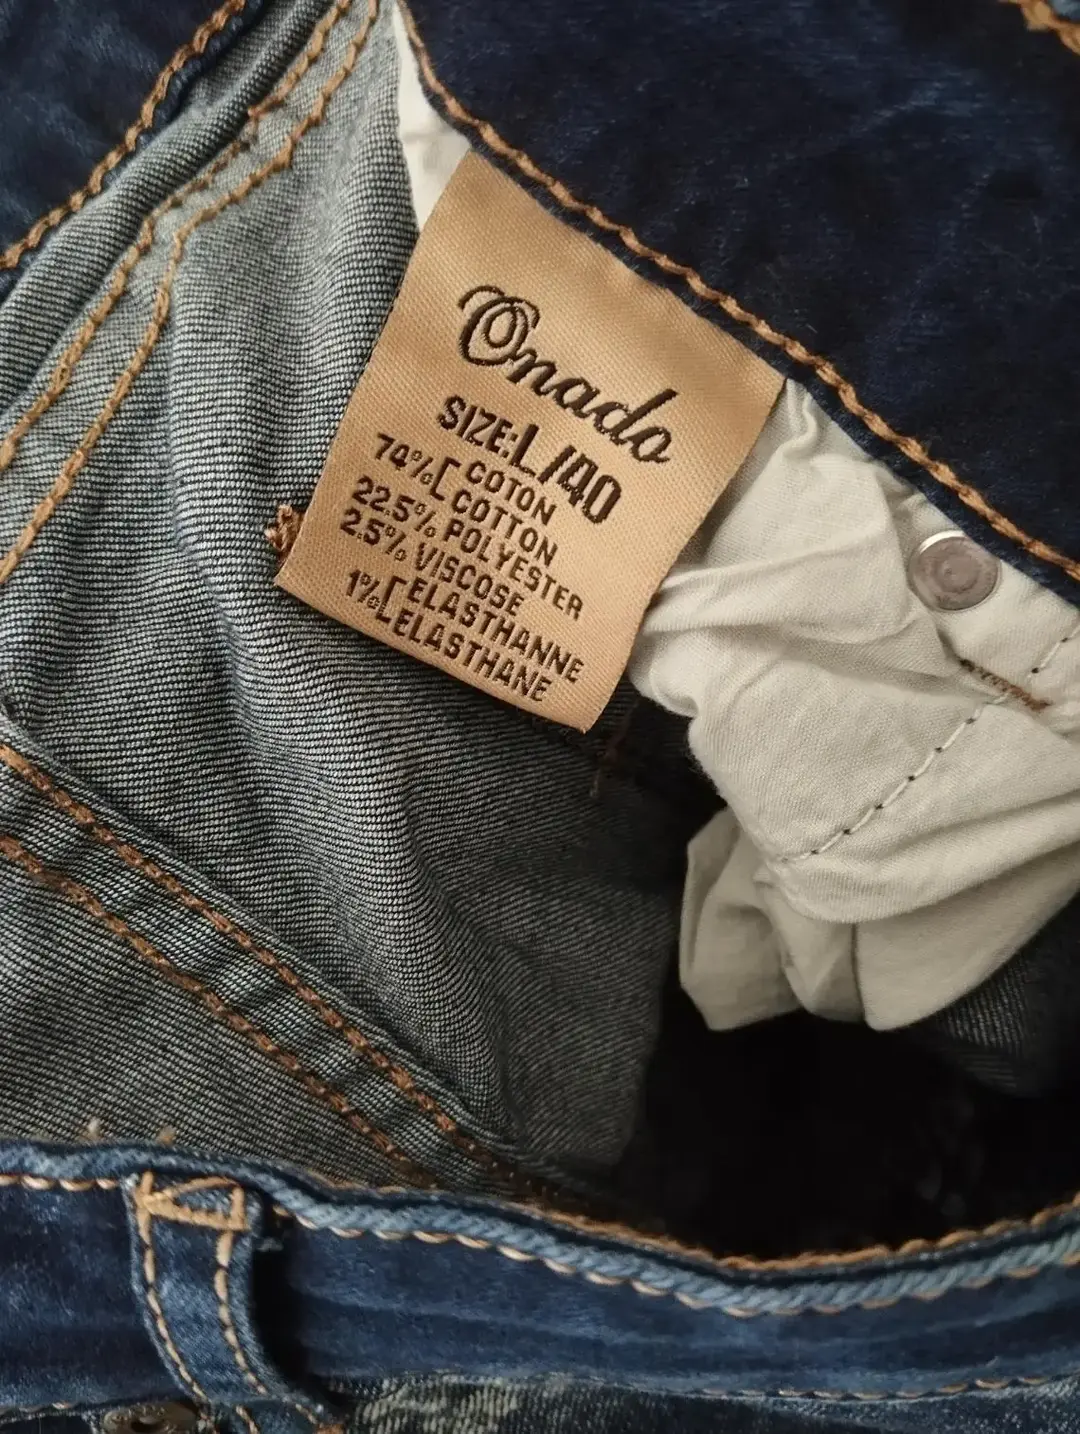 Onado
SIZE:L/40
74% COTON
COTTON
22.5% POLYESTER
2.5% VISCOSE
1% ELASTHANNE
ELASTHANE